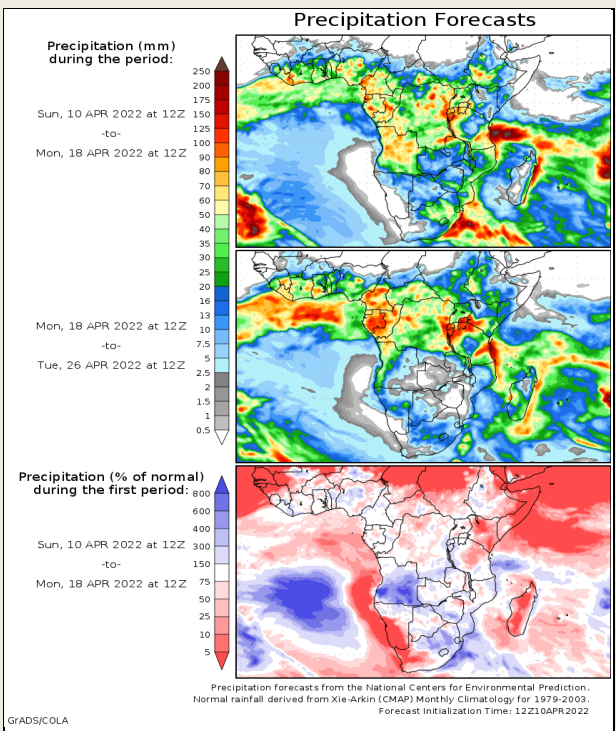 Precipitation Forecasts
Precipitation (mm)
during the period:
250
200
175
150
125
100
90
80
70
60
50
40
35
30
25
20
16
13
10
7.5
5
2.5
2
1.5
1
0.5
Sun, 10 APR 2022 at 12Z
-to-
Mon, 18 APR 2022 at 12Z
Mon, 18 APR 2022 at 12Z
-to-
Tue, 26 APR 2022 at 12Z
Precipitation (% of normal)
during the first period:
800
600
400
300
150
75
50
25
10
5
Sun, 10 APR 2022 at 12Z
-to-
Mon, 18 APR 2022 at 12Z
Precipitation forecasts from the National Centers for Environmental Prediction.
Normal rainfall derived from Xie-Arkin (CMAP) Monthly Climatology for 1979-2003.
Forecast Initialization Time: 12Z10APR2022
GrADS/COLA